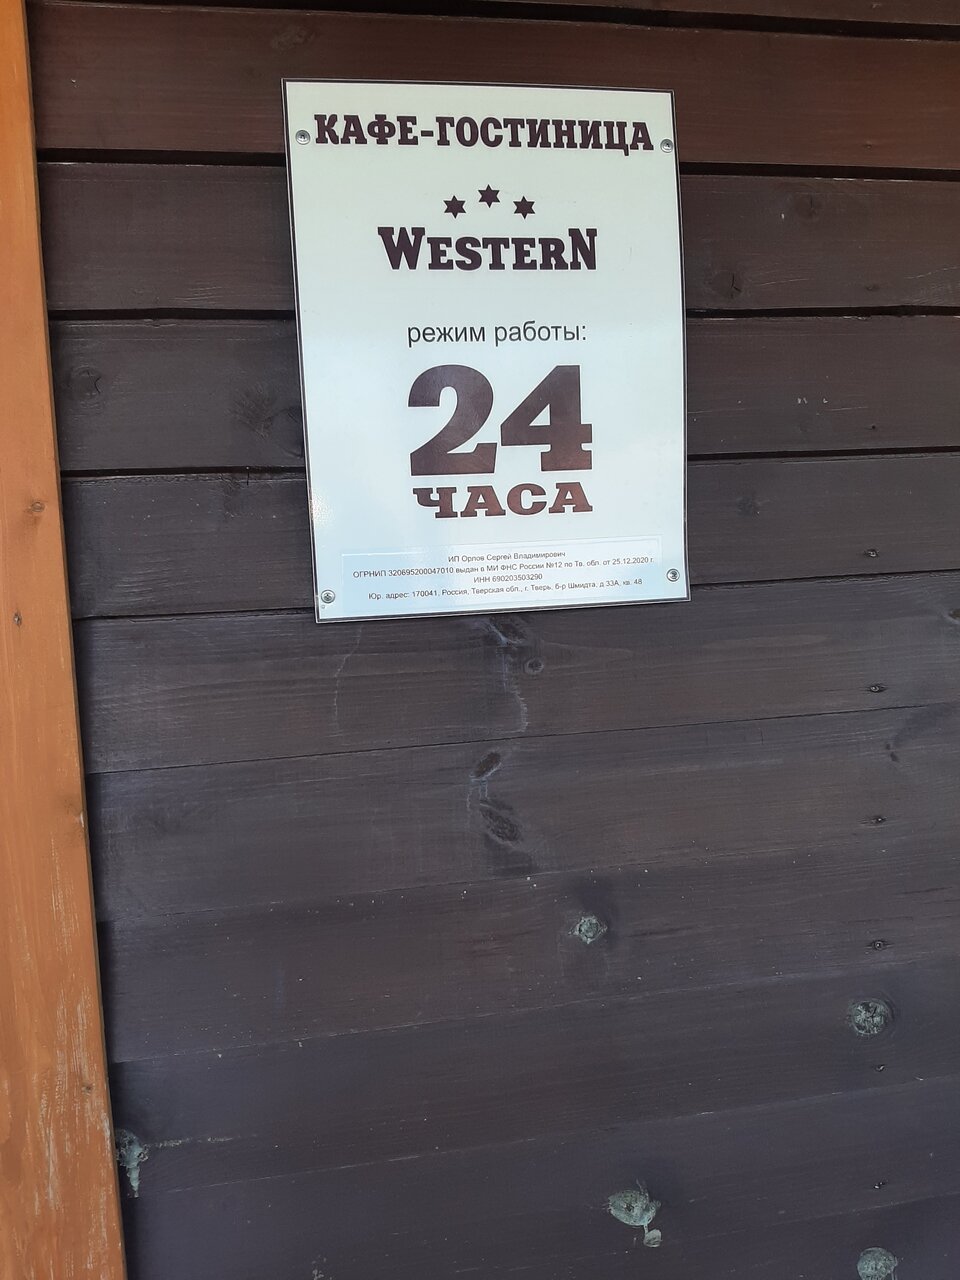 КАФЕ-ГОСТИНИЦА
WESTERN
режим работы:
24
ЧАСА
ИП Орлов Сергей Владимирович
ОГРНИП 320695200047010 выдан в МИ ФНС России №12 по Тв. обл. от 25.12.2020 г.
ИНН 690203503290
Юр. адрес: 170041, Россия, Тверская обл., г. Тверь, б-р Шмидта, д.33А, кв. 48